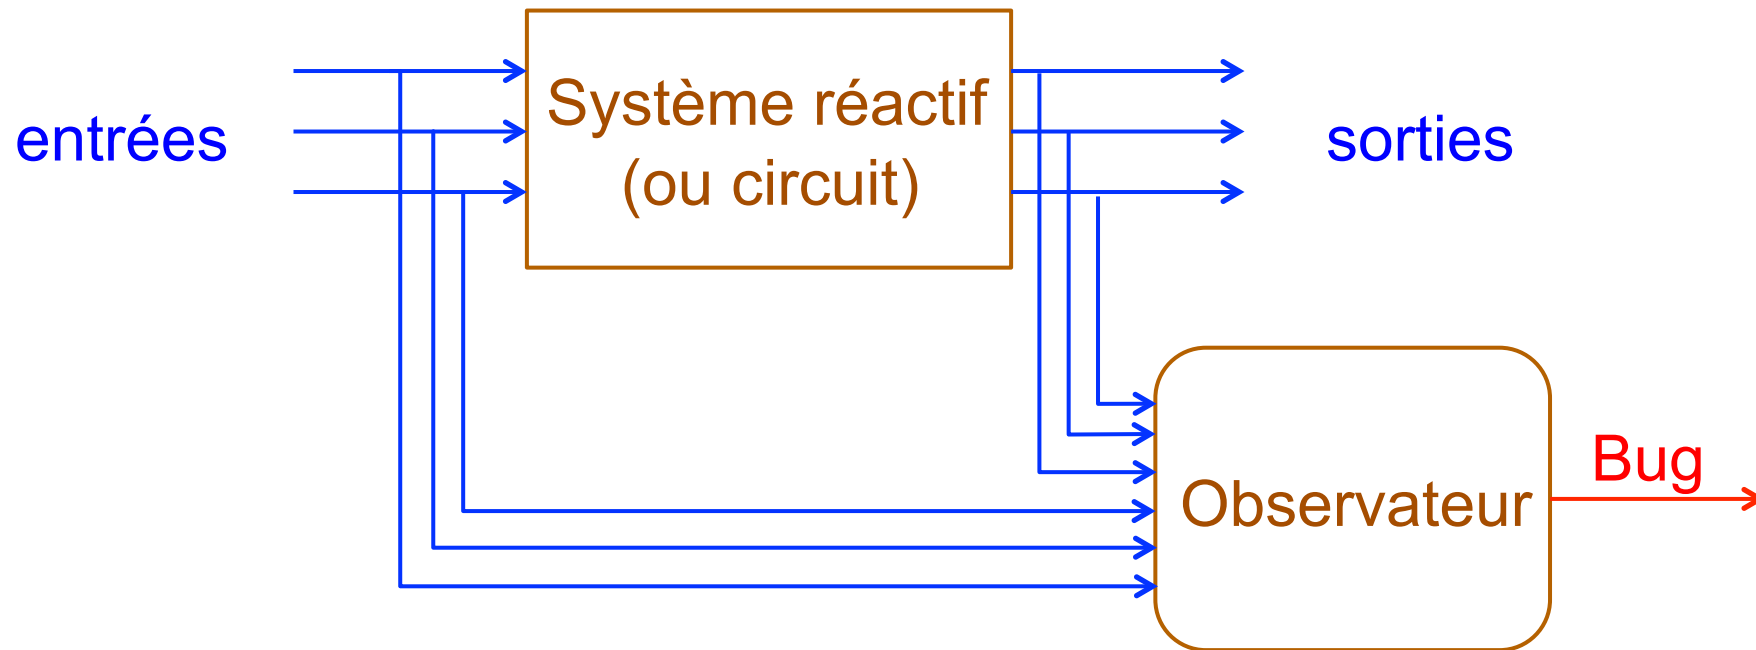 entrées
Système réactif
(ou circuit)
sorties
Observateur
Bug